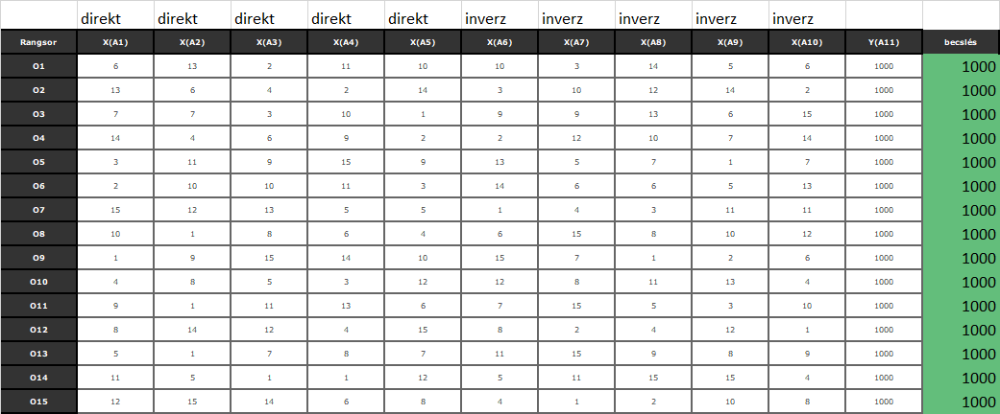 direkt direkt direkt direkt direkt inverz inverz inverz inverz inverz
Rangsor X(A1) X(A2) X(A3) X(A4) X(A5) X(A6) X(A7) X(A8) X(A9) X(A10) Y(A11) becslés
O1 6 13 2 11 10 10 3 14 5 6 1000 1000
O2 13 6 4 2 14 3 10 12 14 2 1000 1000
O3 7 7 3 10 1 9 9 13 6 15 1000 1000
O4 14 4 6 9 2 2 12 10 7 14 1000 1000
O5 3 11 9 15 9 13 5 7 1 7 1000 1000
O6 2 10 10 11 3 14 6 6 5 13 1000 1000
O7 15 12 13 5 5 1 4 3 11 11 1000 1000
O8 10 1 8 6 4 6 15 8 10 12 1000 1000
O9 1 9 15 14 10 15 7 1 2 6 1000 1000
O10 4 8 5 3 12 12 8 11 13 4 1000 1000
O11 9 1 11 13 6 7 15 5 3 10 1000 1000
O12 8 14 12 4 15 8 2 4 12 1 1000 1000
O13 5 1 7 8 7 11 15 9 8 9 1000 1000
O14 11 5 1 1 12 5 11 15 15 4 1000 1000
O15 12 15 14 6 8 4 1 2 10 8 1000 1000